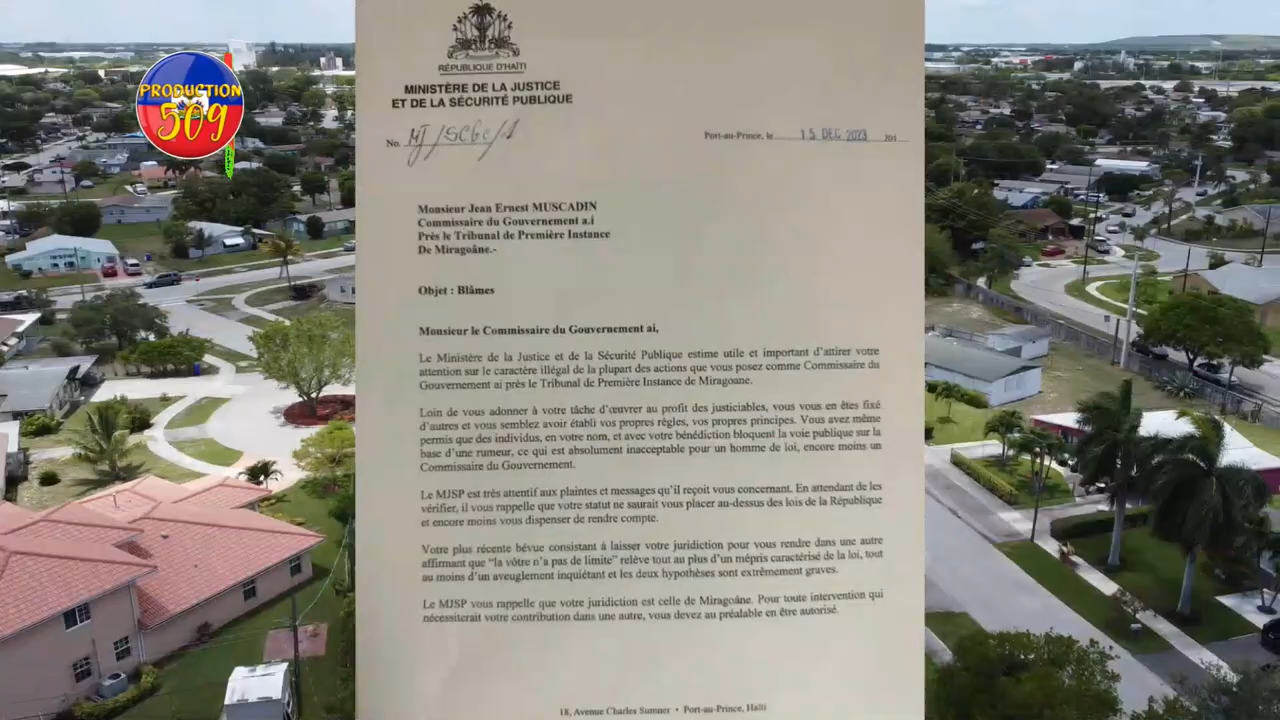 PRODUCTION
509
RÉPUBLIQUE D'HAÏTI
MINISTÈRE DE LA JUSTICE
ET DE LA SÉCURITÉ PUBLIQUE
No.
Port-au-Prince, le 15 DEC 2023 201
Monsieur Jean Ernest MUSCADIN
Commissaire du Gouvernement a.i
Près le Tribunal de Première Instance
De Miragoâne.-
Objet : Blâmes
Monsieur le Commissaire du Gouvernement ai,
Le Ministère de la Justice et de la Sécurité Publique estime utile et important d'attirer votre
attention sur le caractère illégal de la plupart des actions que vous posez comme Commissaire du
Gouvernement ai près le Tribunal de Première Instance de Miragoane.
Loin de vous adonner à votre tâche d'œuvrer au profit des justiciables, vous vous en êtes fixé
d'autres et vous semblez avoir établi vos propres règles, vos propres principes. Vous avez même
permis que des individus, en votre nom, et avec votre bénédiction bloquent la voie publique sur la
base d'une rumeur, ce qui est absolument inacceptable pour un homme de loi, encore moins un
Commissaire du Gouvernement.
Le MJSP est très attentif aux plaintes et messages qu'il reçoit vous concernant. En attendant de les
vérifier, il vous rappelle que votre statut ne saurait vous placer au-dessus des lois de la République
et encore moins vous dispenser de rendre compte.
Votre plus récente bévue consistant à laisser votre juridiction pour vous rendre dans une autre
affirmant que "la vôtre n'a pas de limite" relève tout au plus d'un mépris caractérisé de la loi, tout
au moins d'un aveuglement inquiétant et les deux hypothèses sont extrêmement graves.
Le MJSP vous rappelle que votre juridiction est celle de Miragoâne. Pour toute intervention qui
nécessiterait votre contribution dans une autre, vous devez au préalable en être autorisé.
18, Avenue Charles Sumner • Port-au-Prince, Haïti